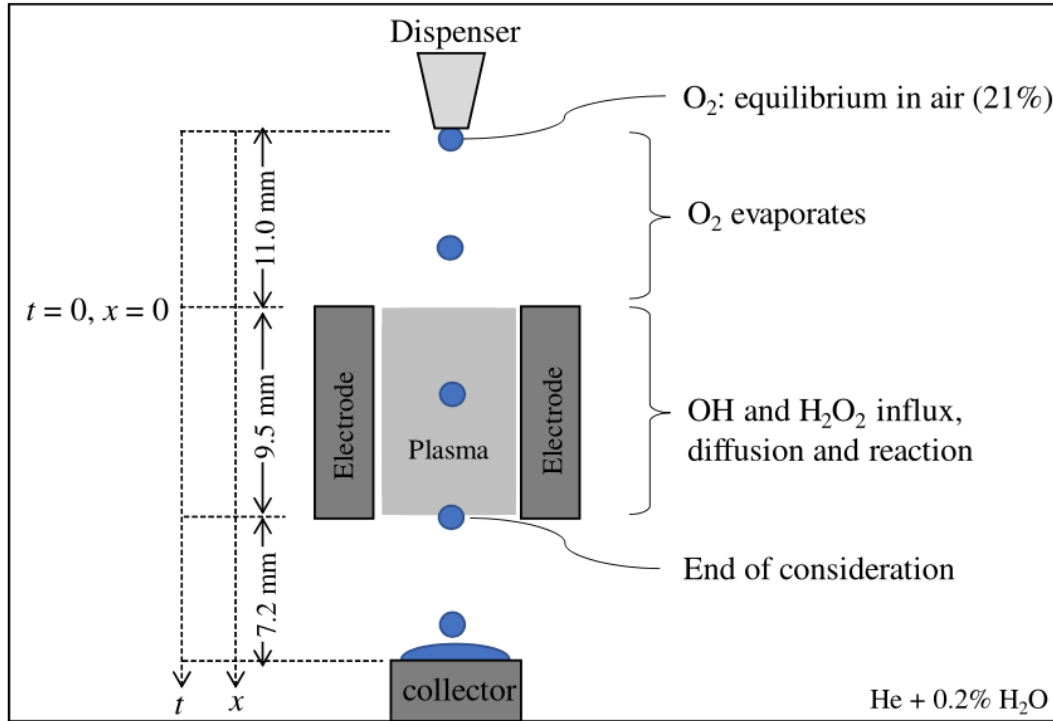 Dispenser
O₂: equilibrium in air (21%)
11.0 mm
O₂ evaporates
t = 0, x = 0
9.5 mm
Electrode
Plasma
Electrode
OH and H₂O₂ influx,
diffusion and reaction
End of consideration
7.2 mm
collector
t
x
He + 0.2% H₂O